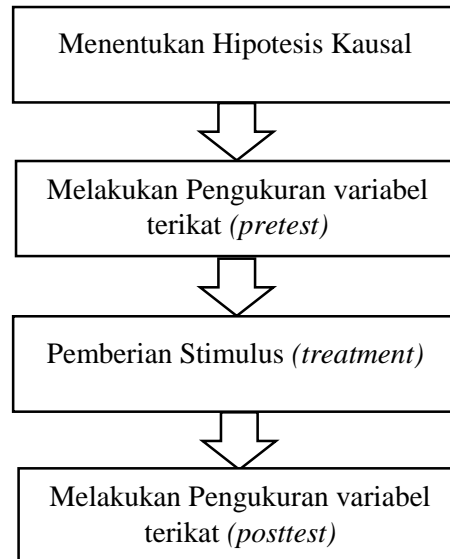 Menentukan Hipotesis Kausal
Melakukan Pengukuran variabel
terikat (pretest)
Pemberian Stimulus (treatment)
Melakukan Pengukuran variabel
terikat (posttest)